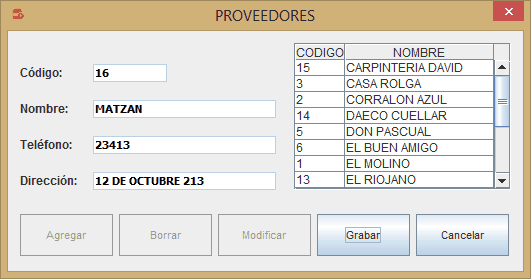 PROVEEDORES
Código: 16
Nombre: MATZAN
Teléfono: 23413
Dirección: 12 DE OCTUBRE 213
CODIGO NOMBRE
15 CARPINTERIA DAVID
3 CASA ROLGA
2 CORRALON AZUL
14 DAECO CUELLAR
5 DON PASCUAL
6 EL BUEN AMIGO
1 EL MOLINO
13 EL RIOJANO
Agregar Borrar Modificar Grabar Cancelar